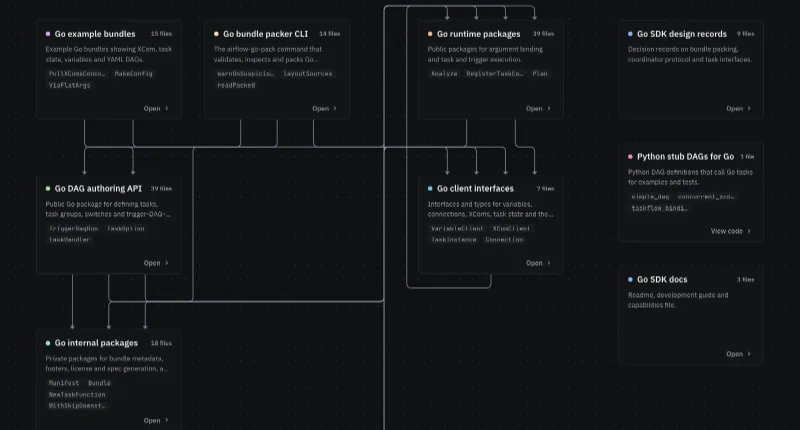 Go example bundles 15 files
Example Go bundles showing XCom, task
state, variables and YAML DAGs.
PullXComsConcu… MakeConfig
ViaFlatArgs
Open ›
Go bundle packer CLI 14 files
The airflow-go-pack command that
validates, inspects and packs Go…
warnOnSuspicio… layoutSources
readPacked
Open ›
Go runtime packages 39 files
Public packages for argument binding
and task and trigger execution.
Analyze RegisterTaskCo… Plan
Open ›
Go SDK design records 9 files
Decision records on bundle packing,
coordinator protocol and task interfaces.
Open ›
Python stub DAGs for Go 1 file
Python DAG definitions that call Go tasks
for examples and tests.
simple_dag concurrent_xco…
taskflow_bindi…
View code ›
Go DAG authoring API 39 files
Public Go package for defining tasks,
task groups, switches and trigger-DAG-…
TriggerDagRun TaskOption
TaskHandler
Open ›
Go client interfaces 7 files
Interfaces and types for variables,
connections, XComs, task state and the…
VariableClient XComClient
TaskInstance Connection
Open ›
Go SDK docs 3 files
Readme, development guide and
capabilities file.
Open ›
Go internal packages 18 files
Private packages for bundle metadata,
footers, license and spec generation, a…
Manifest Bundle
NewTaskFunction
WithSkipDownst…
Open ›